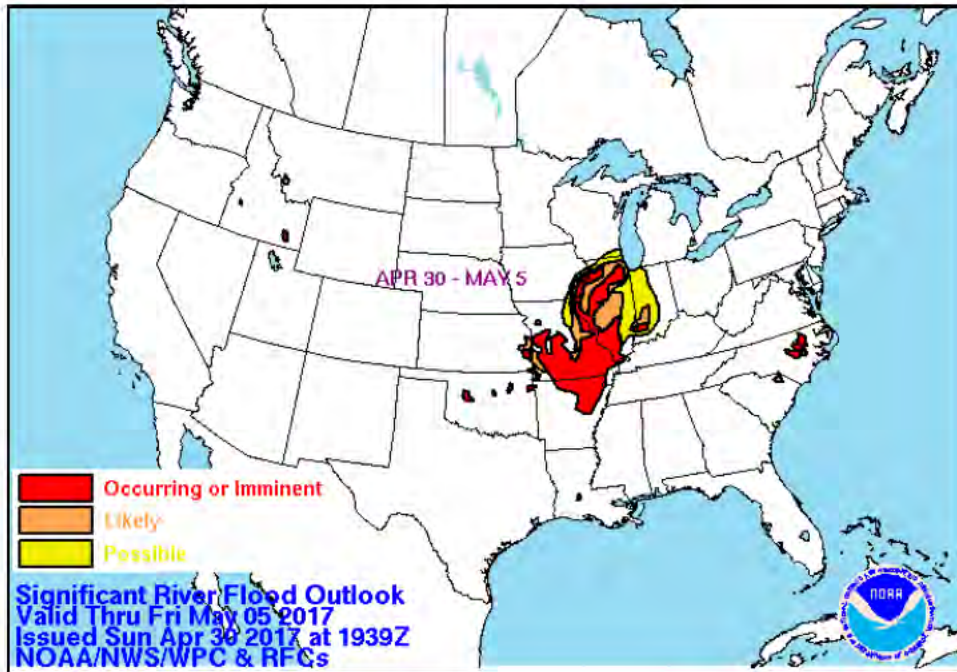 APR 30 - MAY 5
Occurring or Imminent
Likely
Possible
Significant River Flood Outlook
Valid Thru Fri May 05 2017
Issued Sun Apr 30 2017 at 1939Z
NOAA/NWS/WPC & RFCs
NOAA